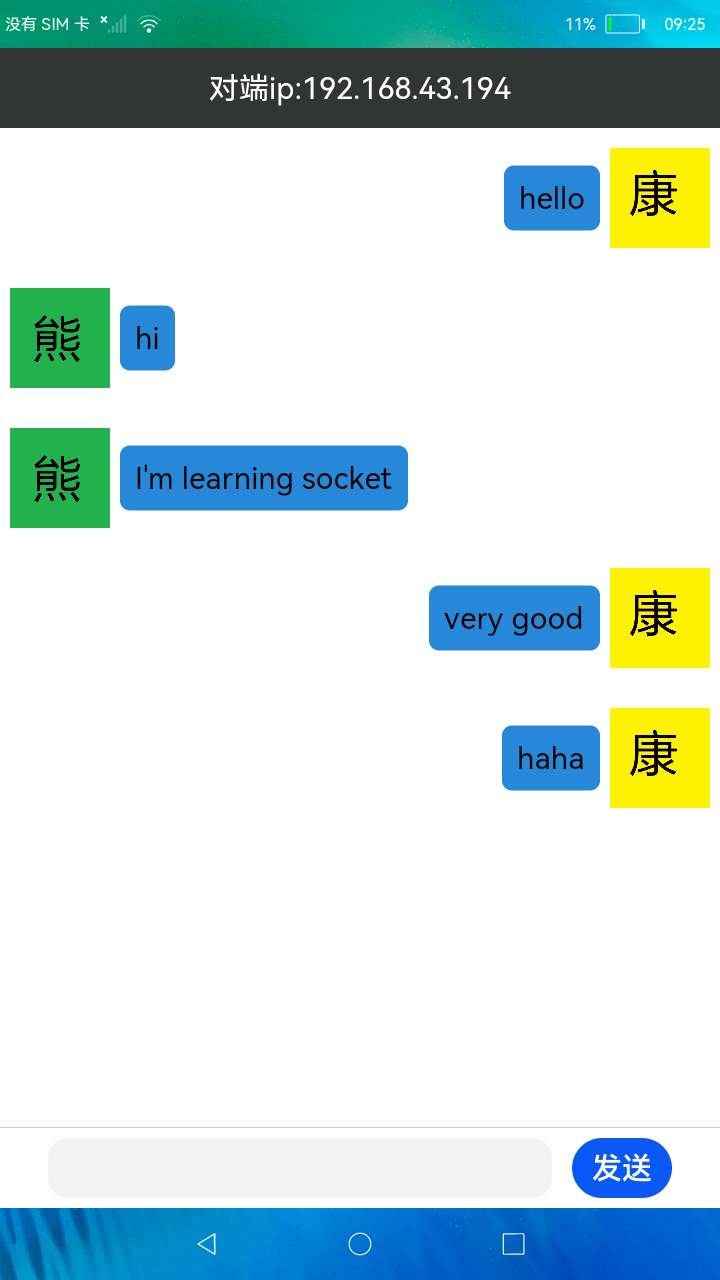 没有 SIM 卡 11% 09:25
对端ip:192.168.43.194
hello 康
熊 hi
熊 I'm learning socket
very good 康
haha 康
发送